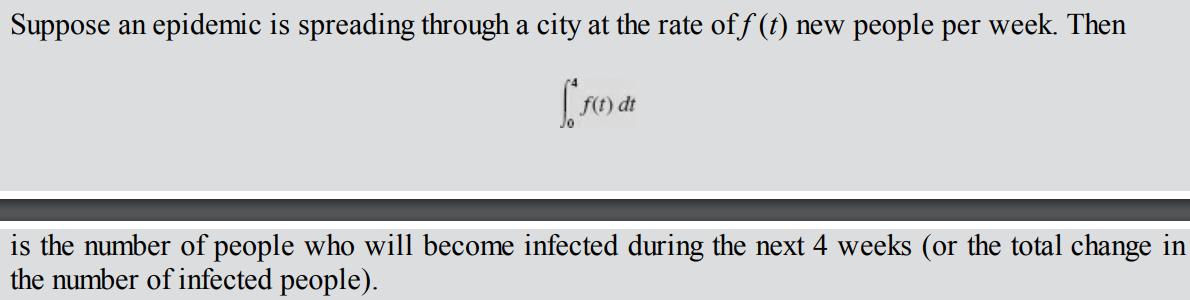 Suppose an epidemic is spreading through a city at the rate of f (t) new people per week. Then
∫₀⁴ f(t) dt
is the number of people who will become infected during the next 4 weeks (or the total change in
the number of infected people).